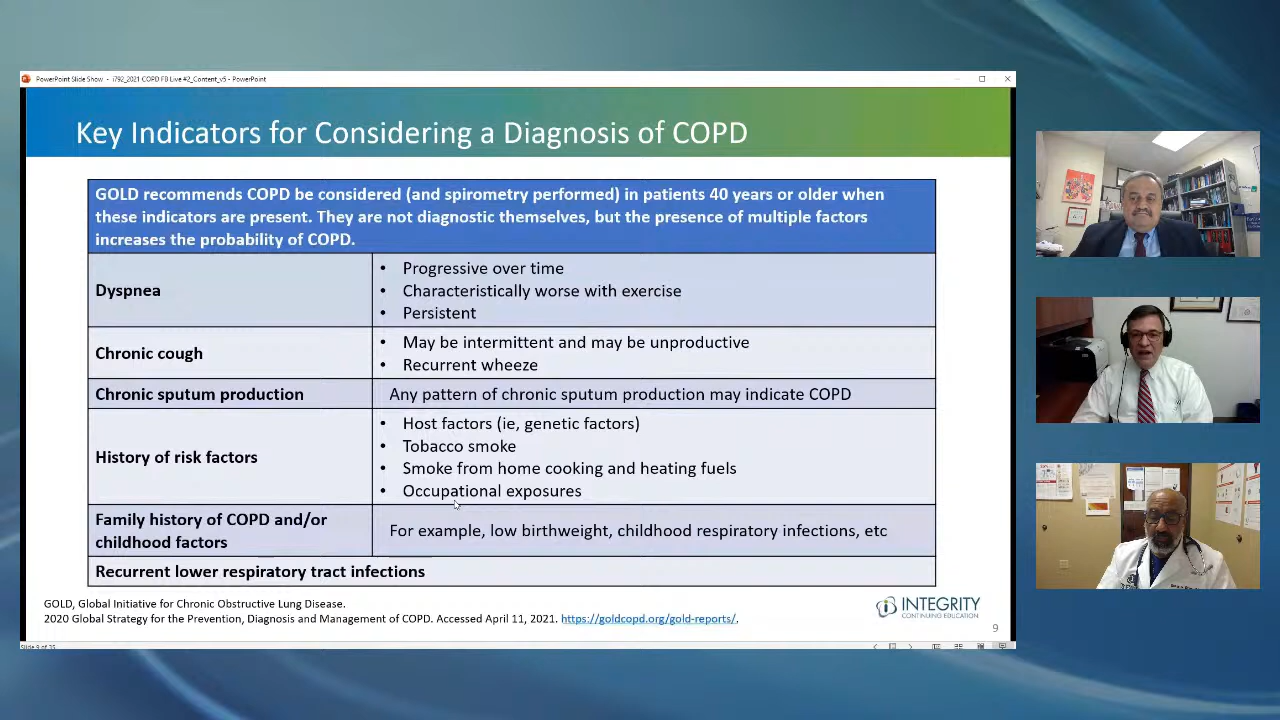 PowerPoint Slide Show - i792_2021 COPD FB Live #2_Content_v5 - PowerPoint
Key Indicators for Considering a Diagnosis of COPD
GOLD recommends COPD be considered (and spirometry performed) in patients 40 years or older when
these indicators are present. They are not diagnostic themselves, but the presence of multiple factors
increases the probability of COPD.
Dyspnea
• Progressive over time
• Characteristically worse with exercise
• Persistent
Chronic cough
• May be intermittent and may be unproductive
• Recurrent wheeze
Chronic sputum production
Any pattern of chronic sputum production may indicate COPD
History of risk factors
• Host factors (ie, genetic factors)
• Tobacco smoke
• Smoke from home cooking and heating fuels
• Occupational exposures
Family history of COPD and/or
childhood factors
For example, low birthweight, childhood respiratory infections, etc
Recurrent lower respiratory tract infections
GOLD, Global Initiative for Chronic Obstructive Lung Disease.
2020 Global Strategy for the Prevention, Diagnosis and Management of COPD. Accessed April 11, 2021. https://goldcopd.org/gold-reports/.
INTEGRITY
CONTINUING EDUCATION
9
Slide 9 of 35